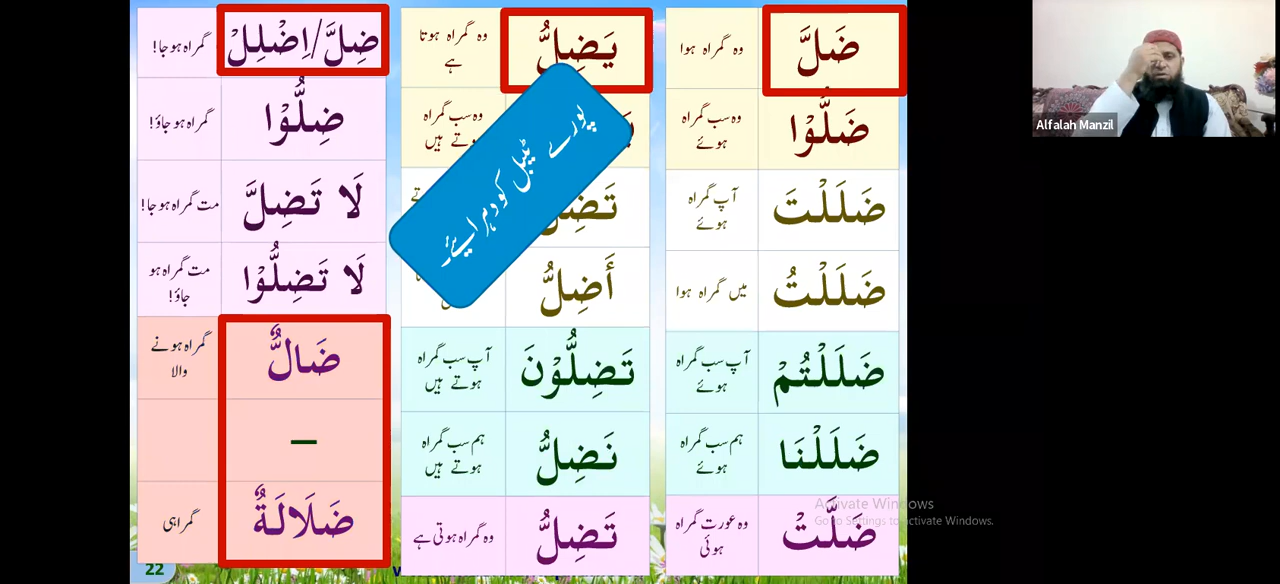 ضَلَّ
وہ گمراہ ہوا
ضَلُّوْا
وہ سب گمراہ
ہوئے
ضَلَلْتَ
آپ گمراہ
ہوئے
ضَلَلْتُ
میں گمراہ ہوا
ضَلَلْتُمْ
آپ سب گمراہ
ہوئے
ضَلَلْنَا
ہم سب گمراہ
ہوئے
ضَلَّتْ
وہ عورت گمراہ
ہوئی
يَضِلُّ
وہ گمراہ ہوتا
ہے
وہ سب گمراہ
ہوتے ہیں
تَضِلُّ
أَضِلُّ
تَضِلُّوْنَ
آپ سب گمراہ
ہوتے ہیں
نَضِلُّ
ہم سب گمراہ
ہوتے ہیں
تَضِلُّ
وہ گمراہ ہوتی ہے
پورے ٹیبل کو دہرایئے
ضِلَّ/اِضْلِلْ
گمراہ ہو جا!
ضِلُّوْا
گمراہ ہو جاؤ!
لَا تَضِلَّ
مت گمراہ ہو جا!
لَا تَضِلُّوْا
مت گمراہ ہو
جاؤ!
ضَالٌّ
گمراہ ہونے
والا
–
ضَلَالَةٌ
گمراہی
22
Alfalah Manzil
Activate Windows
Go to Settings to activate Windows.